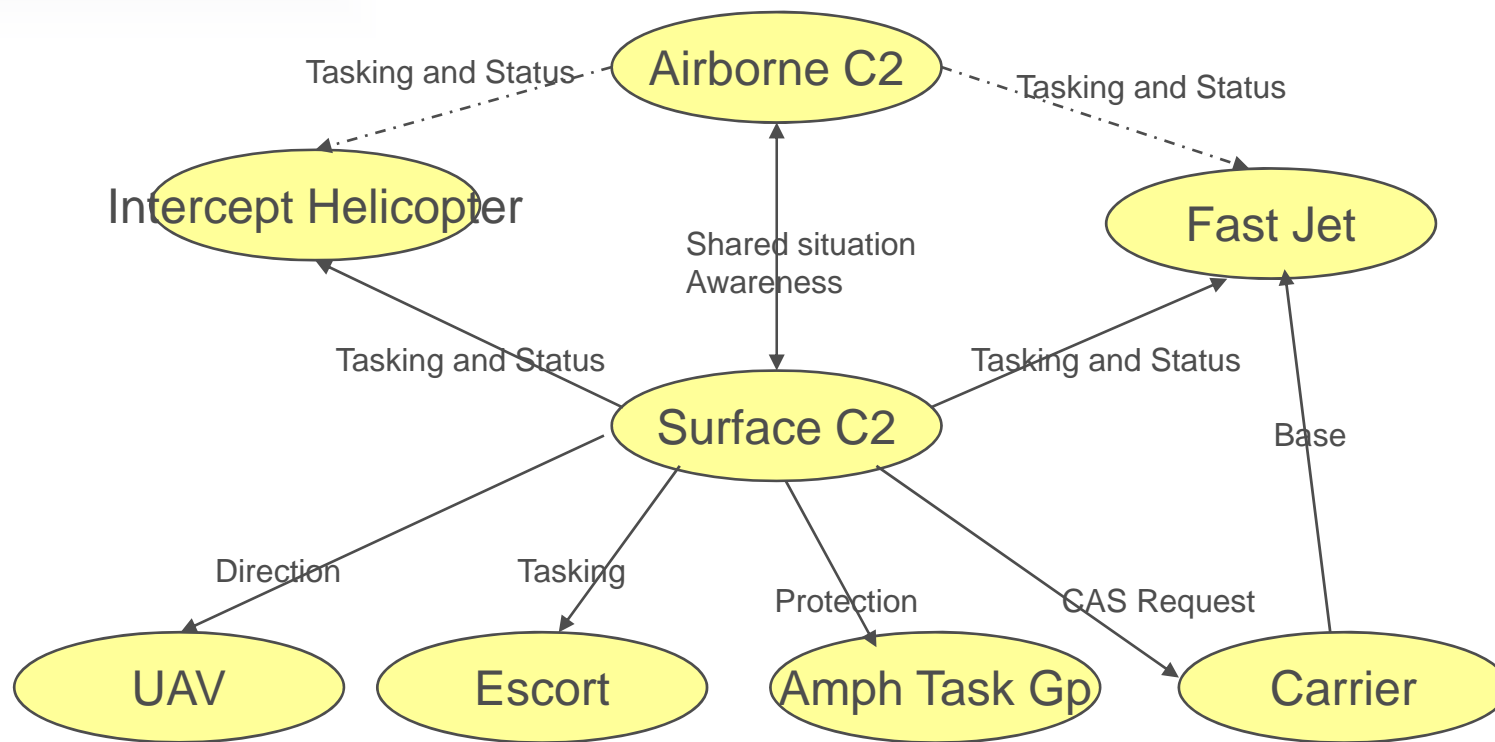 Airborne C2
Tasking and Status
Tasking and Status
Intercept Helicopter
Fast Jet
Shared situation
Awareness
Tasking and Status
Tasking and Status
Surface C2
Base
Direction
Tasking
Protection
CAS Request
UAV
Escort
Amph Task Gp
Carrier